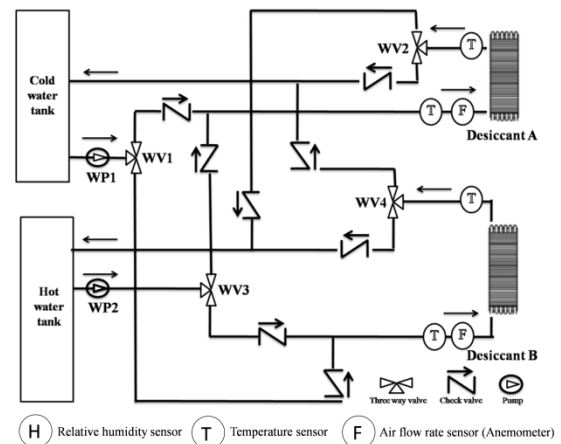 WV2
T
Cold
water
tank
T
F
Desiccant A
WP1
WV1
WV4
T
Hot
water
tank
WP2
WV3
T
F
Desiccant B
Three way valve
Check valve
Pump
H Relative humidity sensor
T Temperature sensor
F Air flow rate sensor (Anemometer)